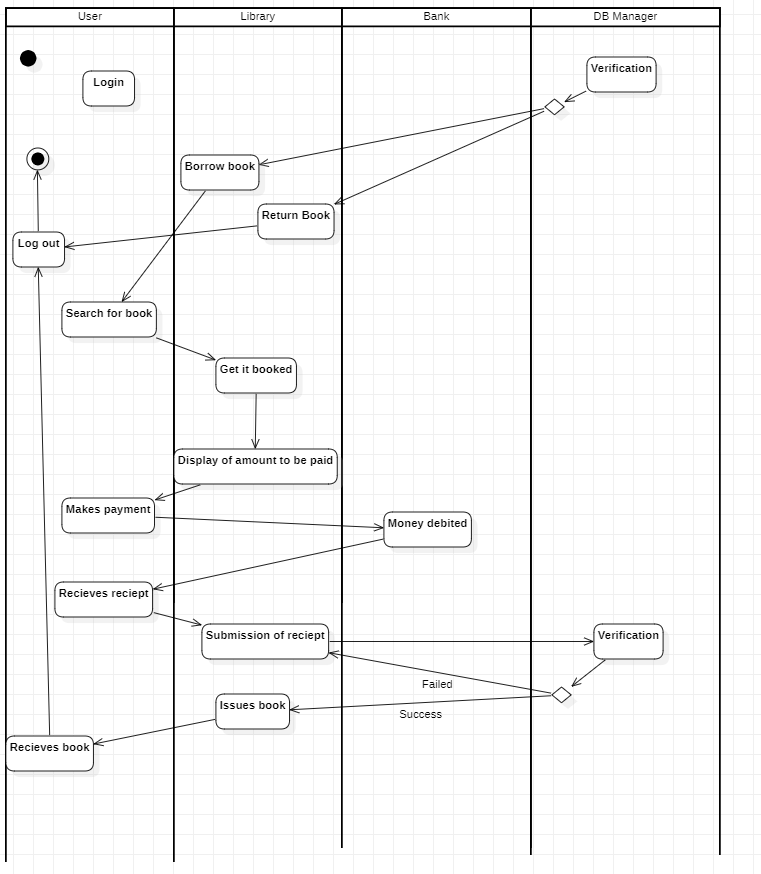 User
Library
Bank
DB Manager
Login
Verification
Borrow book
Return Book
Log out
Search for book
Get it booked
Display of amount to be paid
Makes payment
Money debited
Recieves reciept
Submission of reciept
Verification
Failed
Issues book
Success
Recieves book